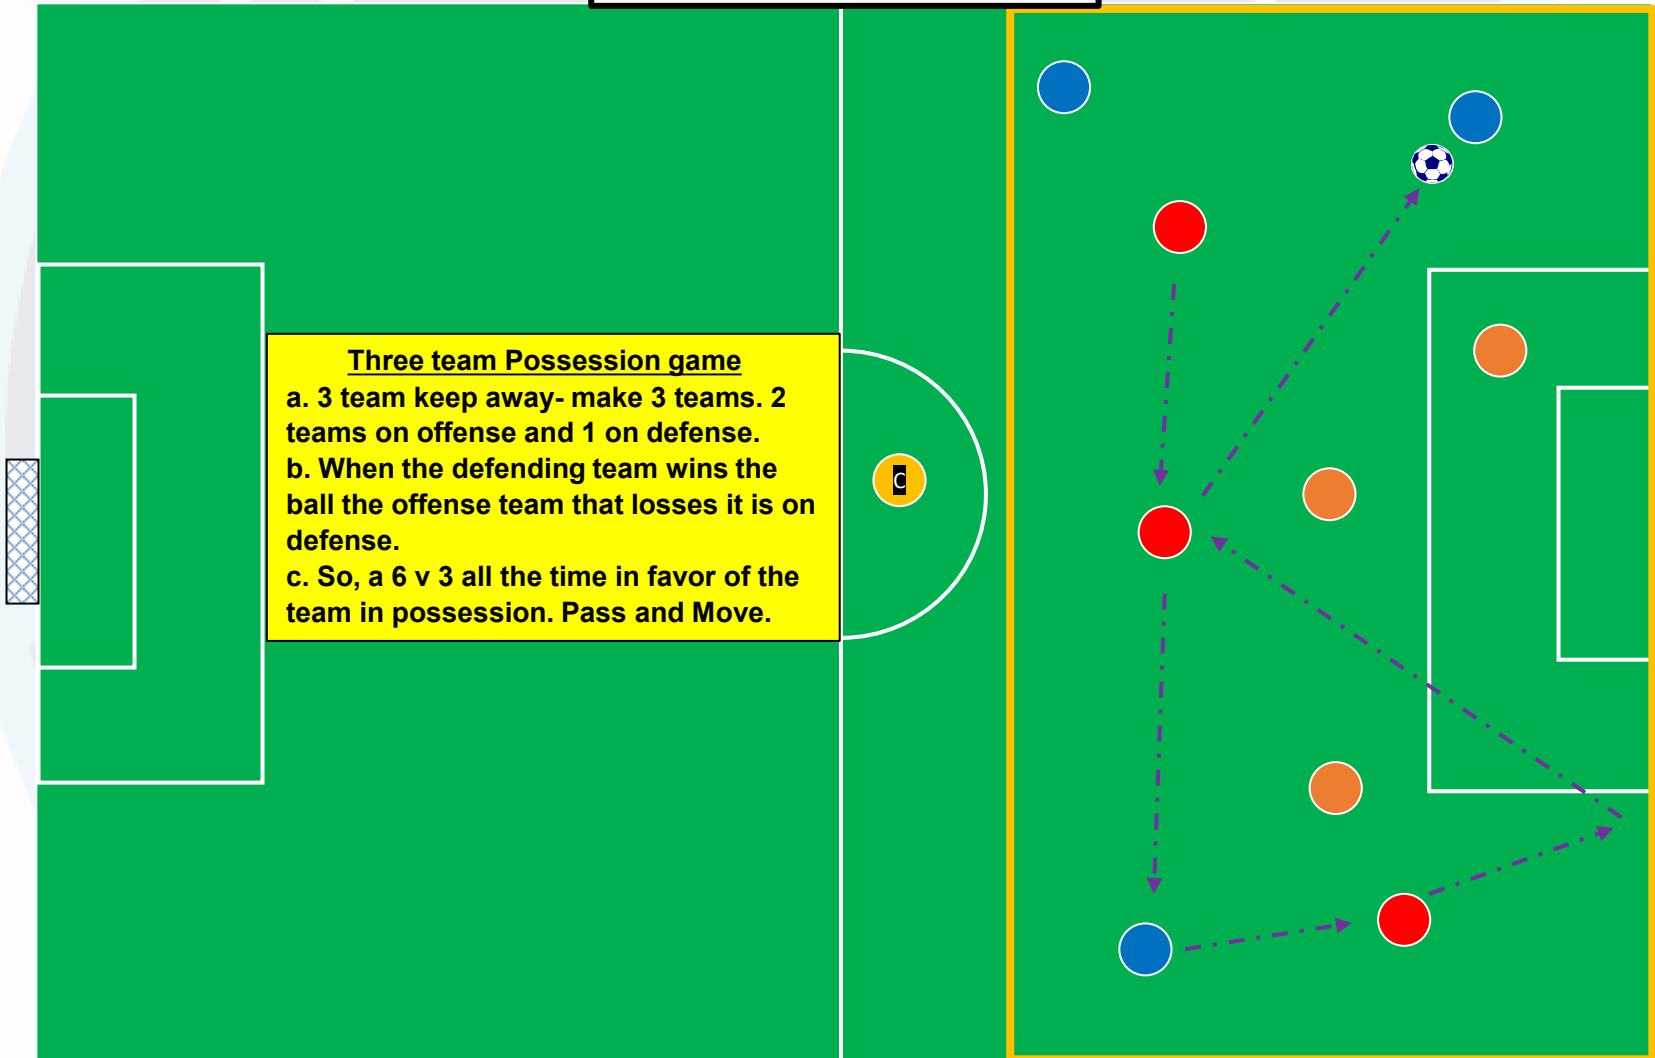 Three team Possession game
a. 3 team keep away- make 3 teams. 2
teams on offense and 1 on defense.
b. When the defending team wins the
ball the offense team that losses it is on
defense.
c. So, a 6 v 3 all the time in favor of the
team in possession. Pass and Move.
C